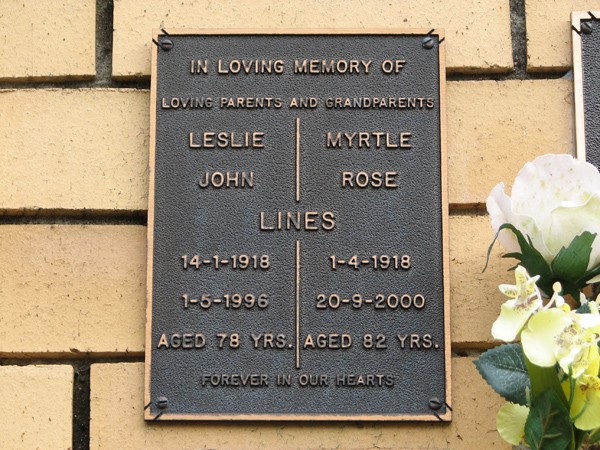 IN LOVING MEMORY OF
LOVING PARENTS AND GRANDPARENTS
LESLIE MYRTLE
JOHN ROSE
LINES
14-1-1918 1-4-1918
1-5-1996 20-9-2000
AGED 78 YRS. AGED 82 YRS.
FOREVER IN OUR HEARTS